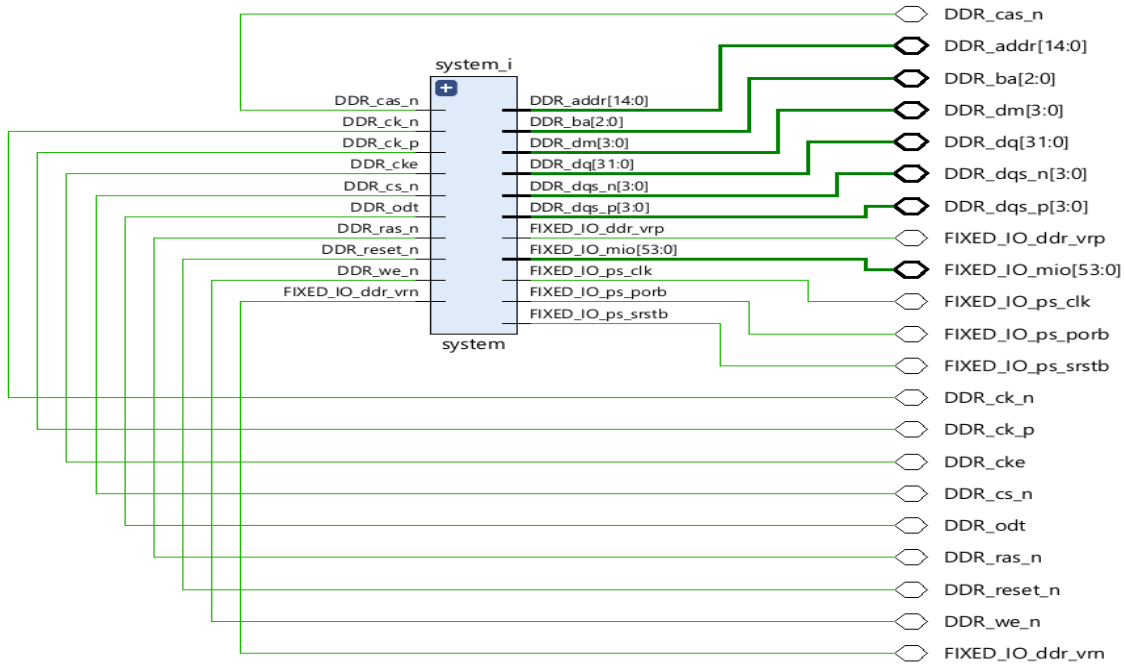 DDR_cas_n
DDR_addr[14:0]
DDR_ba[2:0]
DDR_dm[3:0]
DDR_dq[31:0]
DDR_dqs_n[3:0]
DDR_dqs_p[3:0]
FIXED_IO_ddr_vrp
FIXED_IO_mio[53:0]
FIXED_IO_ps_clk
FIXED_IO_ps_porb
FIXED_IO_ps_srstb
DDR_ck_n
DDR_ck_p
DDR_cke
DDR_cs_n
DDR_odt
DDR_ras_n
DDR_reset_n
DDR_we_n
FIXED_IO_ddr_vrn
system_i
+
DDR_cas_n
DDR_ck_n
DDR_ck_p
DDR_cke
DDR_cs_n
DDR_odt
DDR_ras_n
DDR_reset_n
DDR_we_n
FIXED_IO_ddr_vrn
DDR_addr[14:0]
DDR_ba[2:0]
DDR_dm[3:0]
DDR_dq[31:0]
DDR_dqs_n[3:0]
DDR_dqs_p[3:0]
FIXED_IO_ddr_vrp
FIXED_IO_mio[53:0]
FIXED_IO_ps_clk
FIXED_IO_ps_porb
FIXED_IO_ps_srstb
system